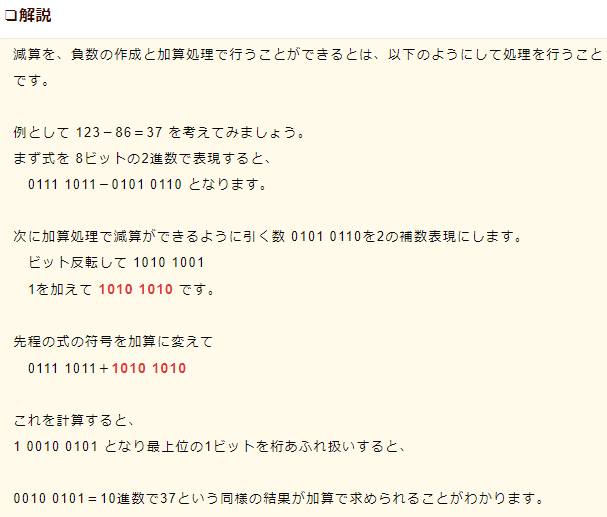 ❏解説
減算を、負数の作成と加算処理で行うことができるとは、以下のようにして処理を行うこと
です。
例として 123－86＝37 を考えてみましょう。
まず式を 8ビットの2進数で表現すると、
0111 1011－0101 0110 となります。
次に加算処理で減算ができるように引く数 0101 0110を2の補数表現にします。
ビット反転して 1010 1001
1を加えて 1010 1010 です。
先程の式の符号を加算に変えて
0111 1011＋1010 1010
これを計算すると、
1 0010 0101 となり最上位の1ビットを桁あふれ扱いすると、
0010 0101＝10進数で37という同様の結果が加算で求められることがわかります。